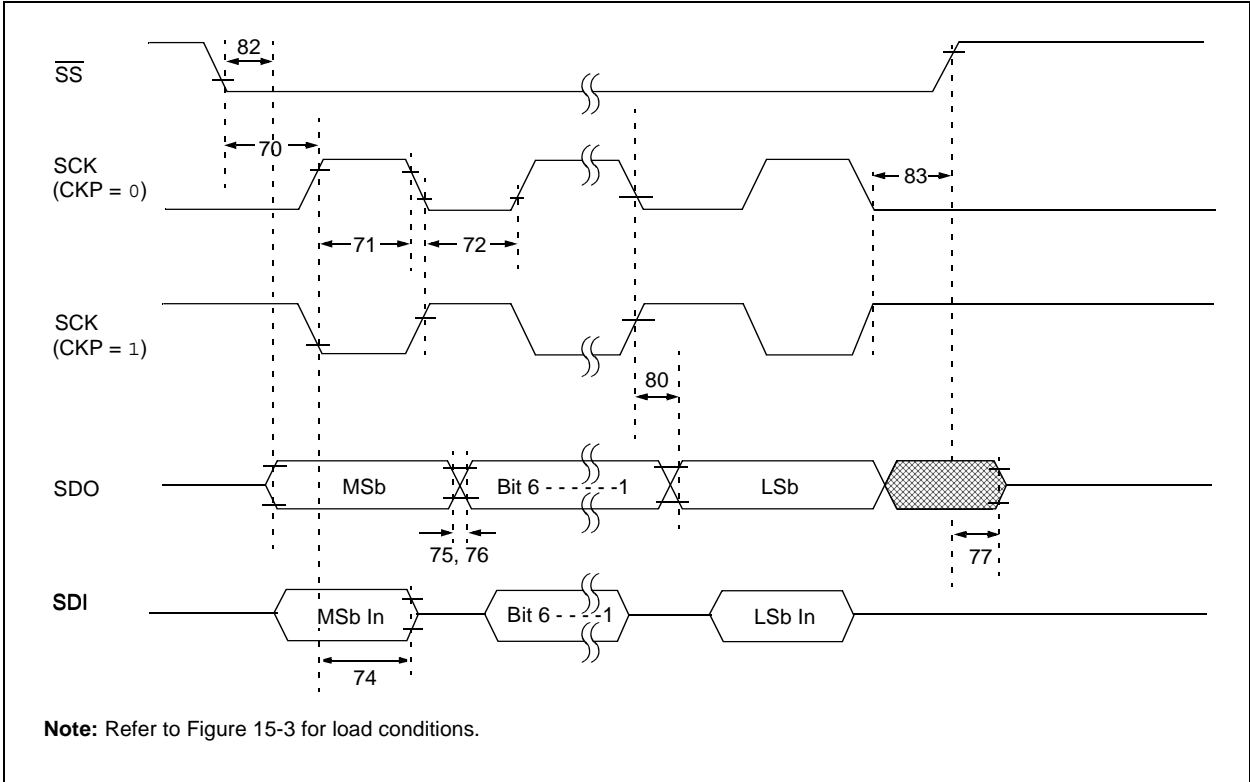 82
SS
70
SCK
(CKP = 0)
83
71
72
SCK
(CKP = 1)
80
SDO
MSb
Bit 6 - - - - - -1
LSb
75, 76
77
SDI
MSb In
Bit 6 - - - -1
LSb In
74
Note: Refer to Figure 15-3 for load conditions.